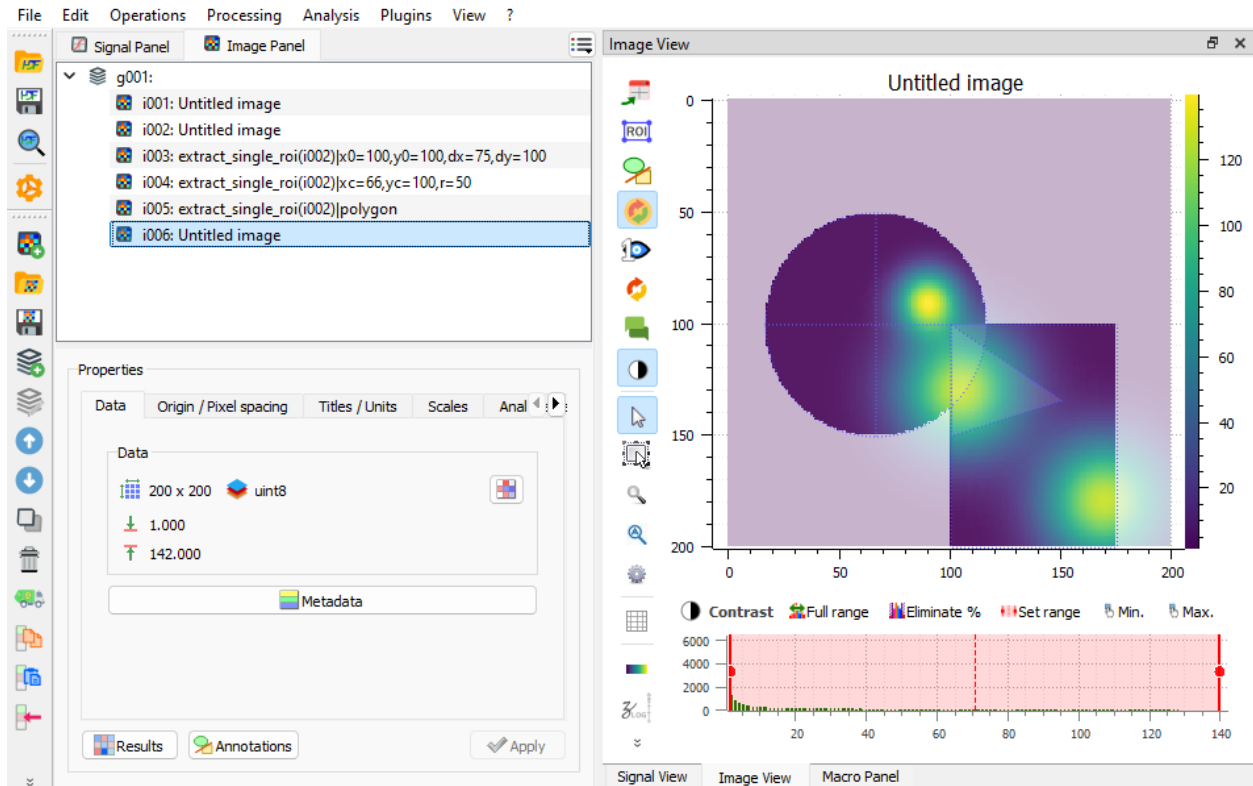 File Edit Operations Processing Analysis Plugins View ?
Signal Panel Image Panel
g001:
i001: Untitled image
i002: Untitled image
i003: extract_single_roi(i002)|x0=100,y0=100,dx=75,dy=100
i004: extract_single_roi(i002)|xc=66,yc=100,r=50
i005: extract_single_roi(i002)|polygon
i006: Untitled image
Properties
Data Origin / Pixel spacing Titles / Units Scales Anal
Data
200 x 200 uint8
1.000
142.000
Metadata
Results Annotations Apply
Image View
HDF
HDF
ROI
1
LOG
Untitled image
0
50
100
150
200
0 50 100 150 200
120
100
80
60
40
20
Contrast Full range Eliminate % Set range Min. Max.
6000
4000
2000
0
20 40 60 80 100 120 140
Signal View Image View Macro Panel